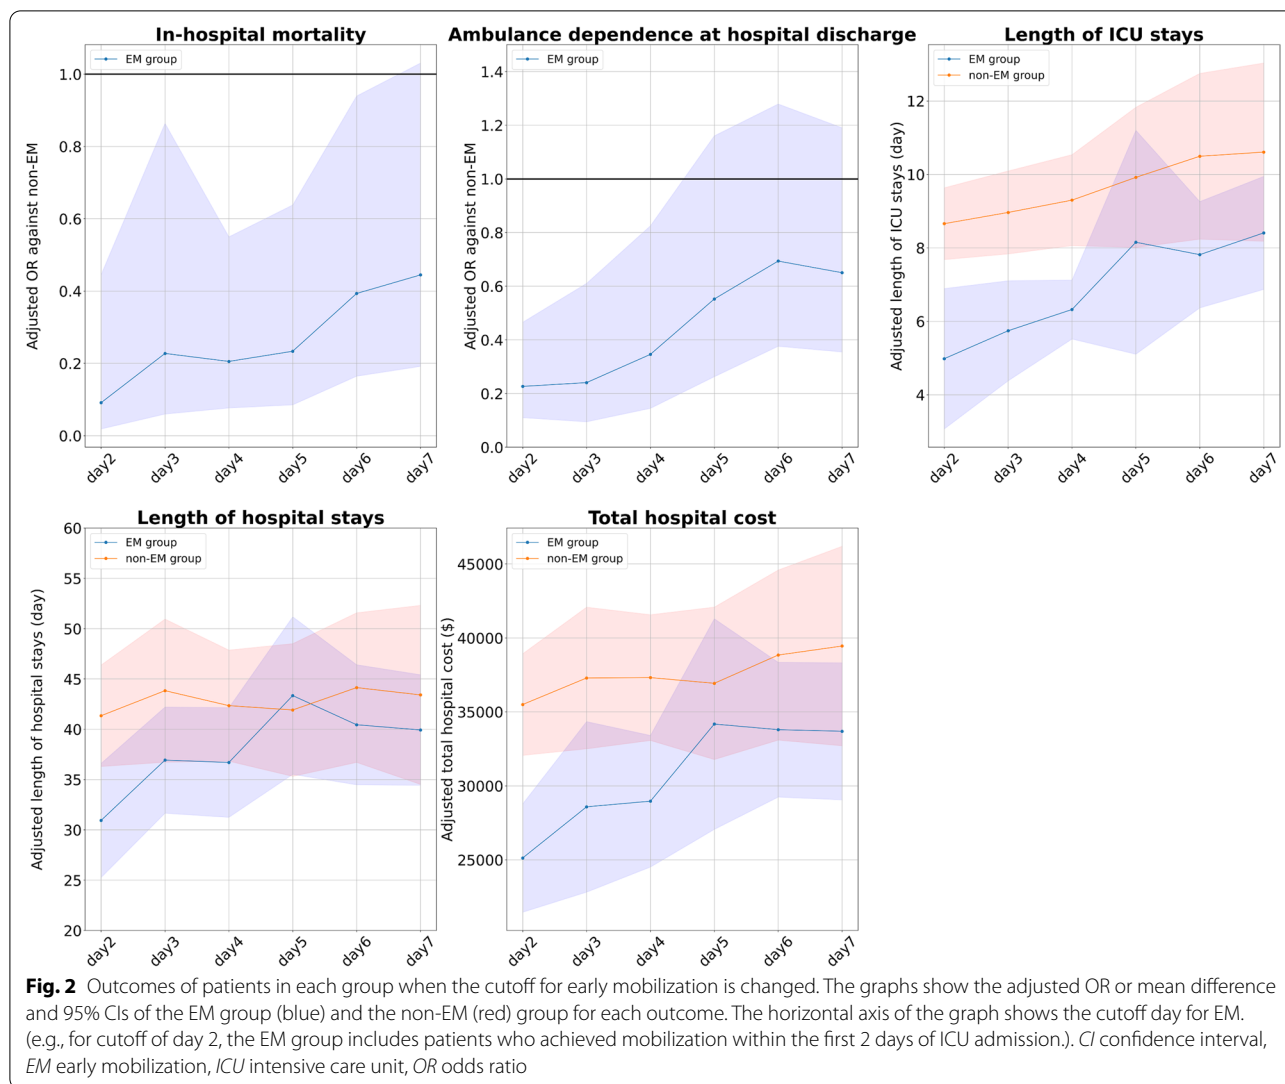 In-hospital mortality
EM group
Adjusted OR against non-EM
1.0
0.8
0.6
0.4
0.2
0.0
day2 day3 day4 day5 day6 day7
Ambulance dependence at hospital discharge
EM group
Adjusted OR against non-EM
1.4
1.2
1.0
0.8
0.6
0.4
0.2
0.0
day2 day3 day4 day5 day6 day7
Length of ICU stays
EM group
non-EM group
Adjusted length of ICU stays (day)
12
10
8
6
4
day2 day3 day4 day5 day6 day7
Length of hospital stays
EM group
non-EM group
Adjusted length of hospital stays (day)
60
55
50
45
40
35
30
25
20
day2 day3 day4 day5 day6 day7
Total hospital cost
EM group
non-EM group
Adjusted total hospital cost ($)
45000
40000
35000
30000
25000
day2 day3 day4 day5 day6 day7
Fig. 2 Outcomes of patients in each group when the cutoff for early mobilization is changed. The graphs show the adjusted OR or mean difference
and 95% CIs of the EM group (blue) and the non-EM (red) group for each outcome. The horizontal axis of the graph shows the cutoff day for EM.
(e.g., for cutoff of day 2, the EM group includes patients who achieved mobilization within the first 2 days of ICU admission.). CI confidence interval,
EM early mobilization, ICU intensive care unit, OR odds ratio